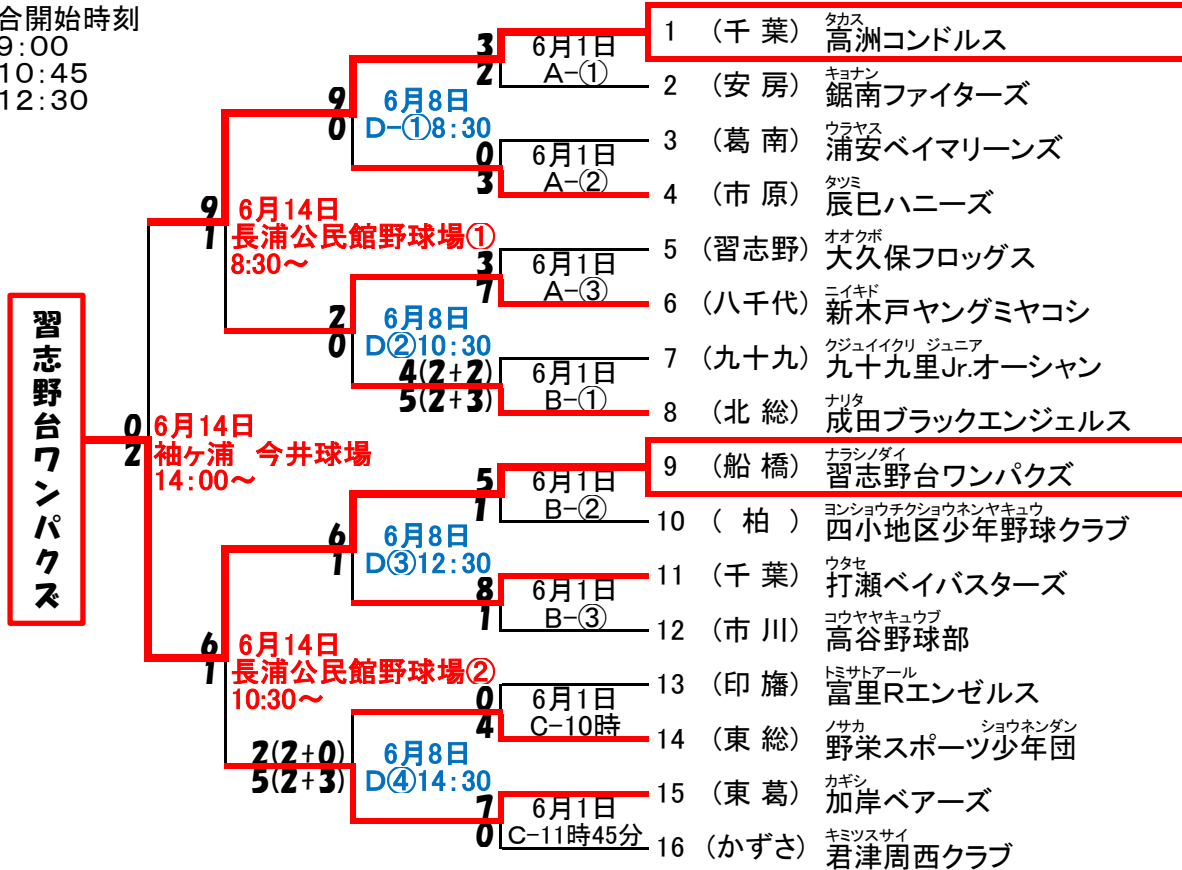 合開始時刻
9:00
10:45
12:30
1 (千 葉) 高洲コンドルス
タカス
2 (安 房) 鋸南ファイターズ
キョナン
3 (葛 南) 浦安ベイマリーンズ
ウラヤス
4 (市 原) 辰巳ハニーズ
タツミ
5 (習志野) 大久保フロッグス
オオクボ
6 (八千代) 新木戸ヤングミヤコシ
ニイキド
7 (九十九) 九十九里Jr.オーシャン
クジュイイクリ ジュニア
8 (北 総) 成田ブラックエンジェルス
ナリタ
9 (船 橋) 習志野台ワンパクズ
ナラシノダイ
10 ( 柏 ) 四小地区少年野球クラブ
ヨンショウチクショウネンヤキュウ
11 (千 葉) 打瀬ベイバスターズ
ウタセ
12 (市 川) 高谷野球部
コウヤヤキュウブ
13 (印 旛) 富里Rエンゼルス
トミサトアール
14 (東 総) 野栄スポーツ少年団
ノサカ ショウネンダン
15 (東 葛) 加岸ベアーズ
カギシ
16 (かずさ) 君津周西クラブ
キミツスサイ
3
2
6月1日
A-①
0
3
6月1日
A-②
3
7
6月1日
A-③
4(2+2)
5(2+3)
6月1日
B-①
5
1
6月1日
B-②
8
1
6月1日
B-③
0
4
6月1日
C-10時
7
0
6月1日
C-11時45分
9
0
6月8日
D-①8:30
2
0
6月8日
D②10:30
6
1
6月8日
D③12:30
2(2+0)
5(2+3)
6月8日
D④14:30
9
1
6月14日
長浦公民館野球場①
8:30~
6
1
6月14日
長浦公民館野球場②
10:30~
0
2
6月14日
袖ヶ浦 今井球場
14:00~
習志野台ワンパクズ